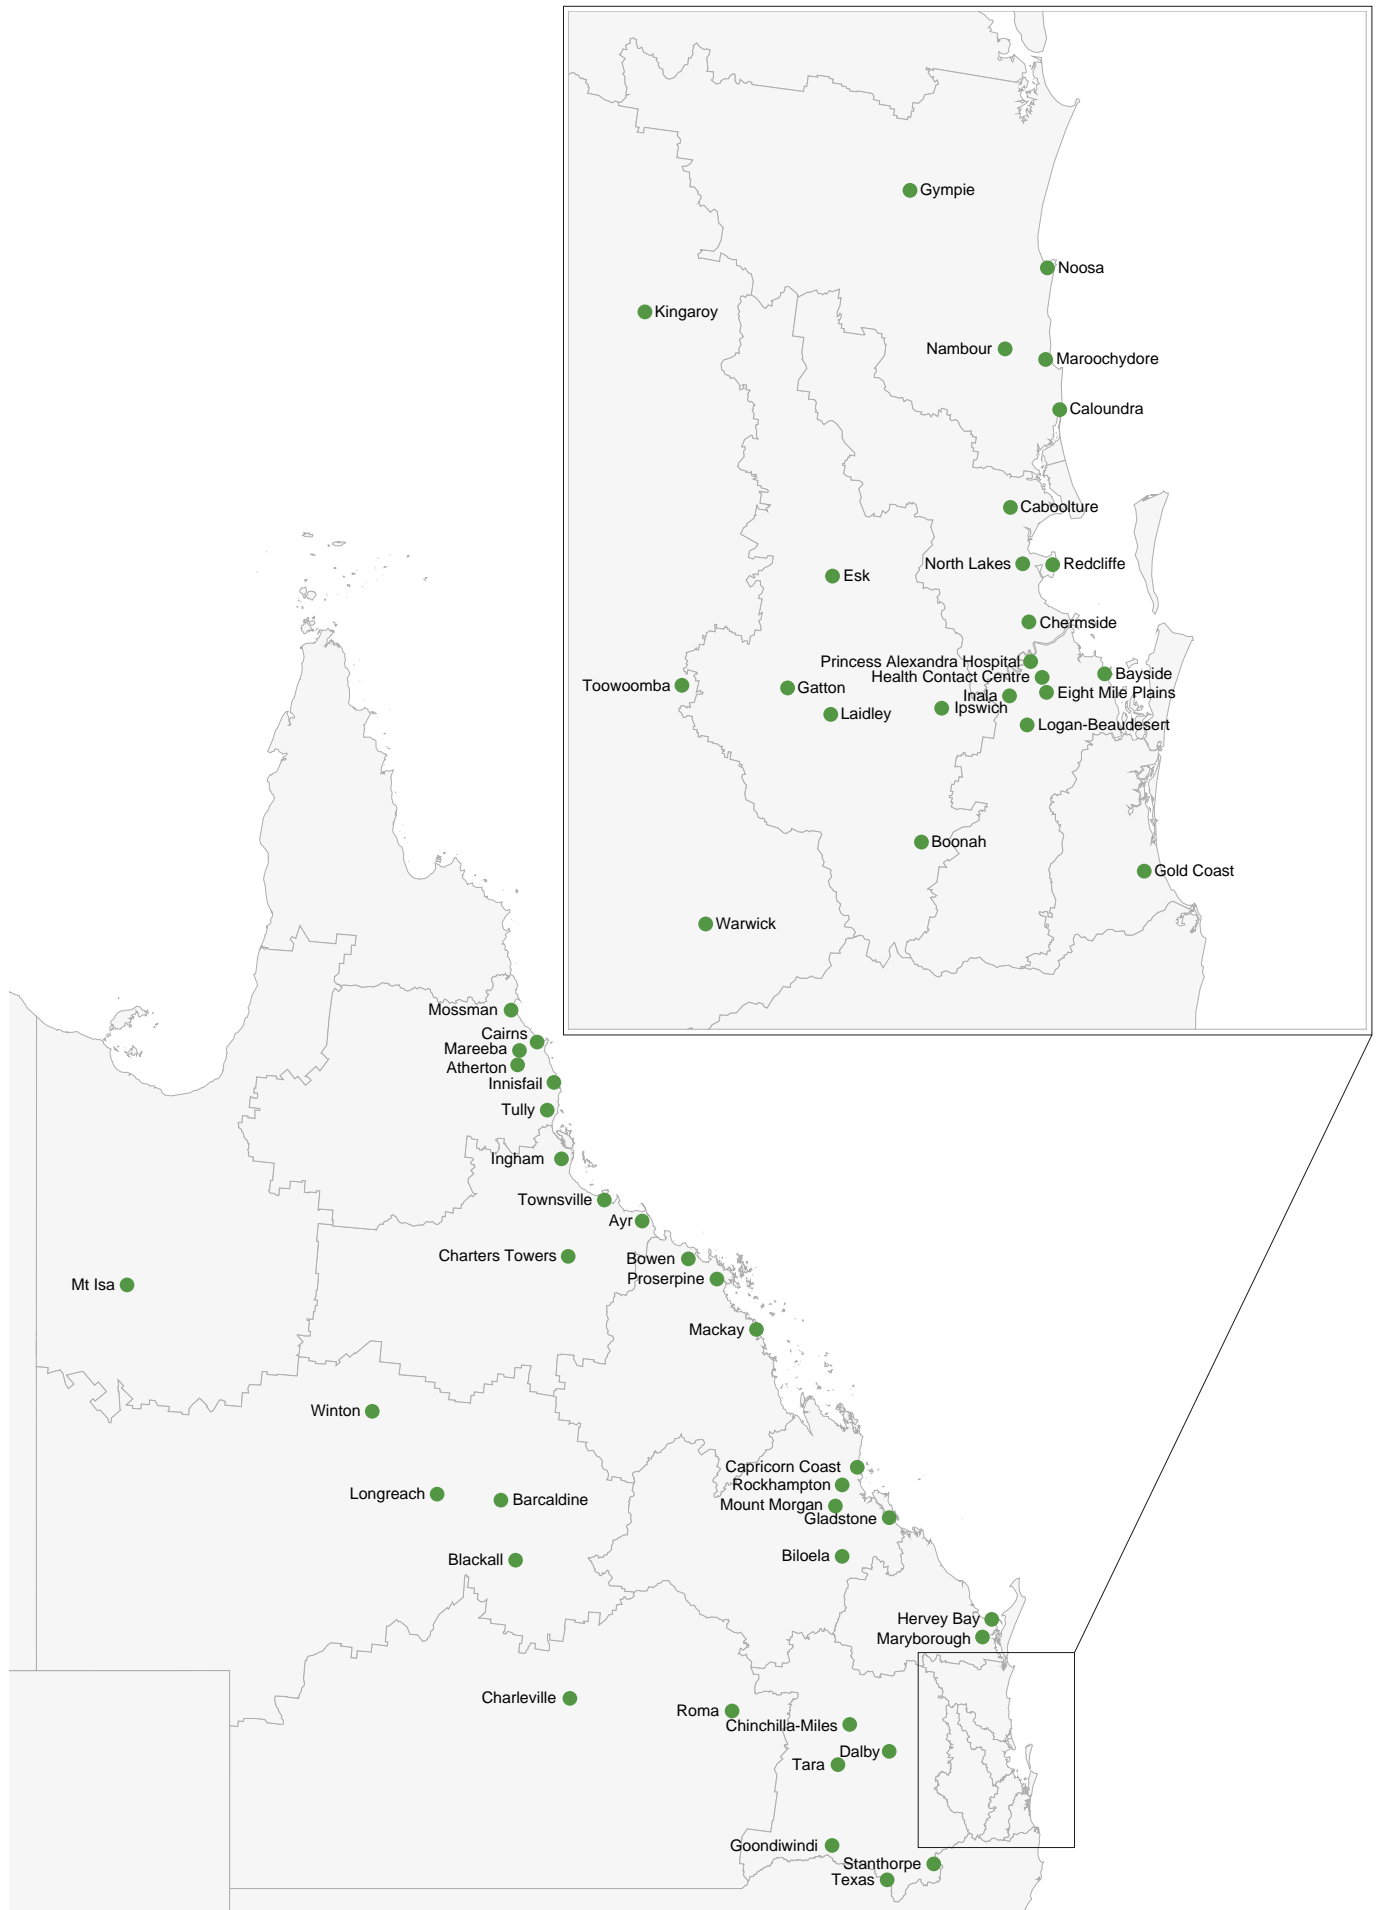 Gympie
Noosa
Kingaroy
Nambour
Maroochydore
Caloundra
Caboolture
North Lakes
Redcliffe
Esk
Chermside
Princess Alexandra Hospital
Health Contact Centre
Bayside
Toowoomba
Gatton
Inala
Eight Mile Plains
Laidley
Ipswich
Logan-Beaudesert
Boonah
Gold Coast
Warwick
Mossman
Cairns
Mareeba
Atherton
Innisfail
Tully
Ingham
Townsville
Ayr
Charters Towers
Bowen
Proserpine
Mt Isa
Mackay
Winton
Capricorn Coast
Rockhampton
Longreach
Barcaldine
Mount Morgan
Gladstone
Biloela
Blackall
Hervey Bay
Maryborough
Charleville
Roma
Chinchilla-Miles
Dalby
Tara
Goondiwindi
Stanthorpe
Texas